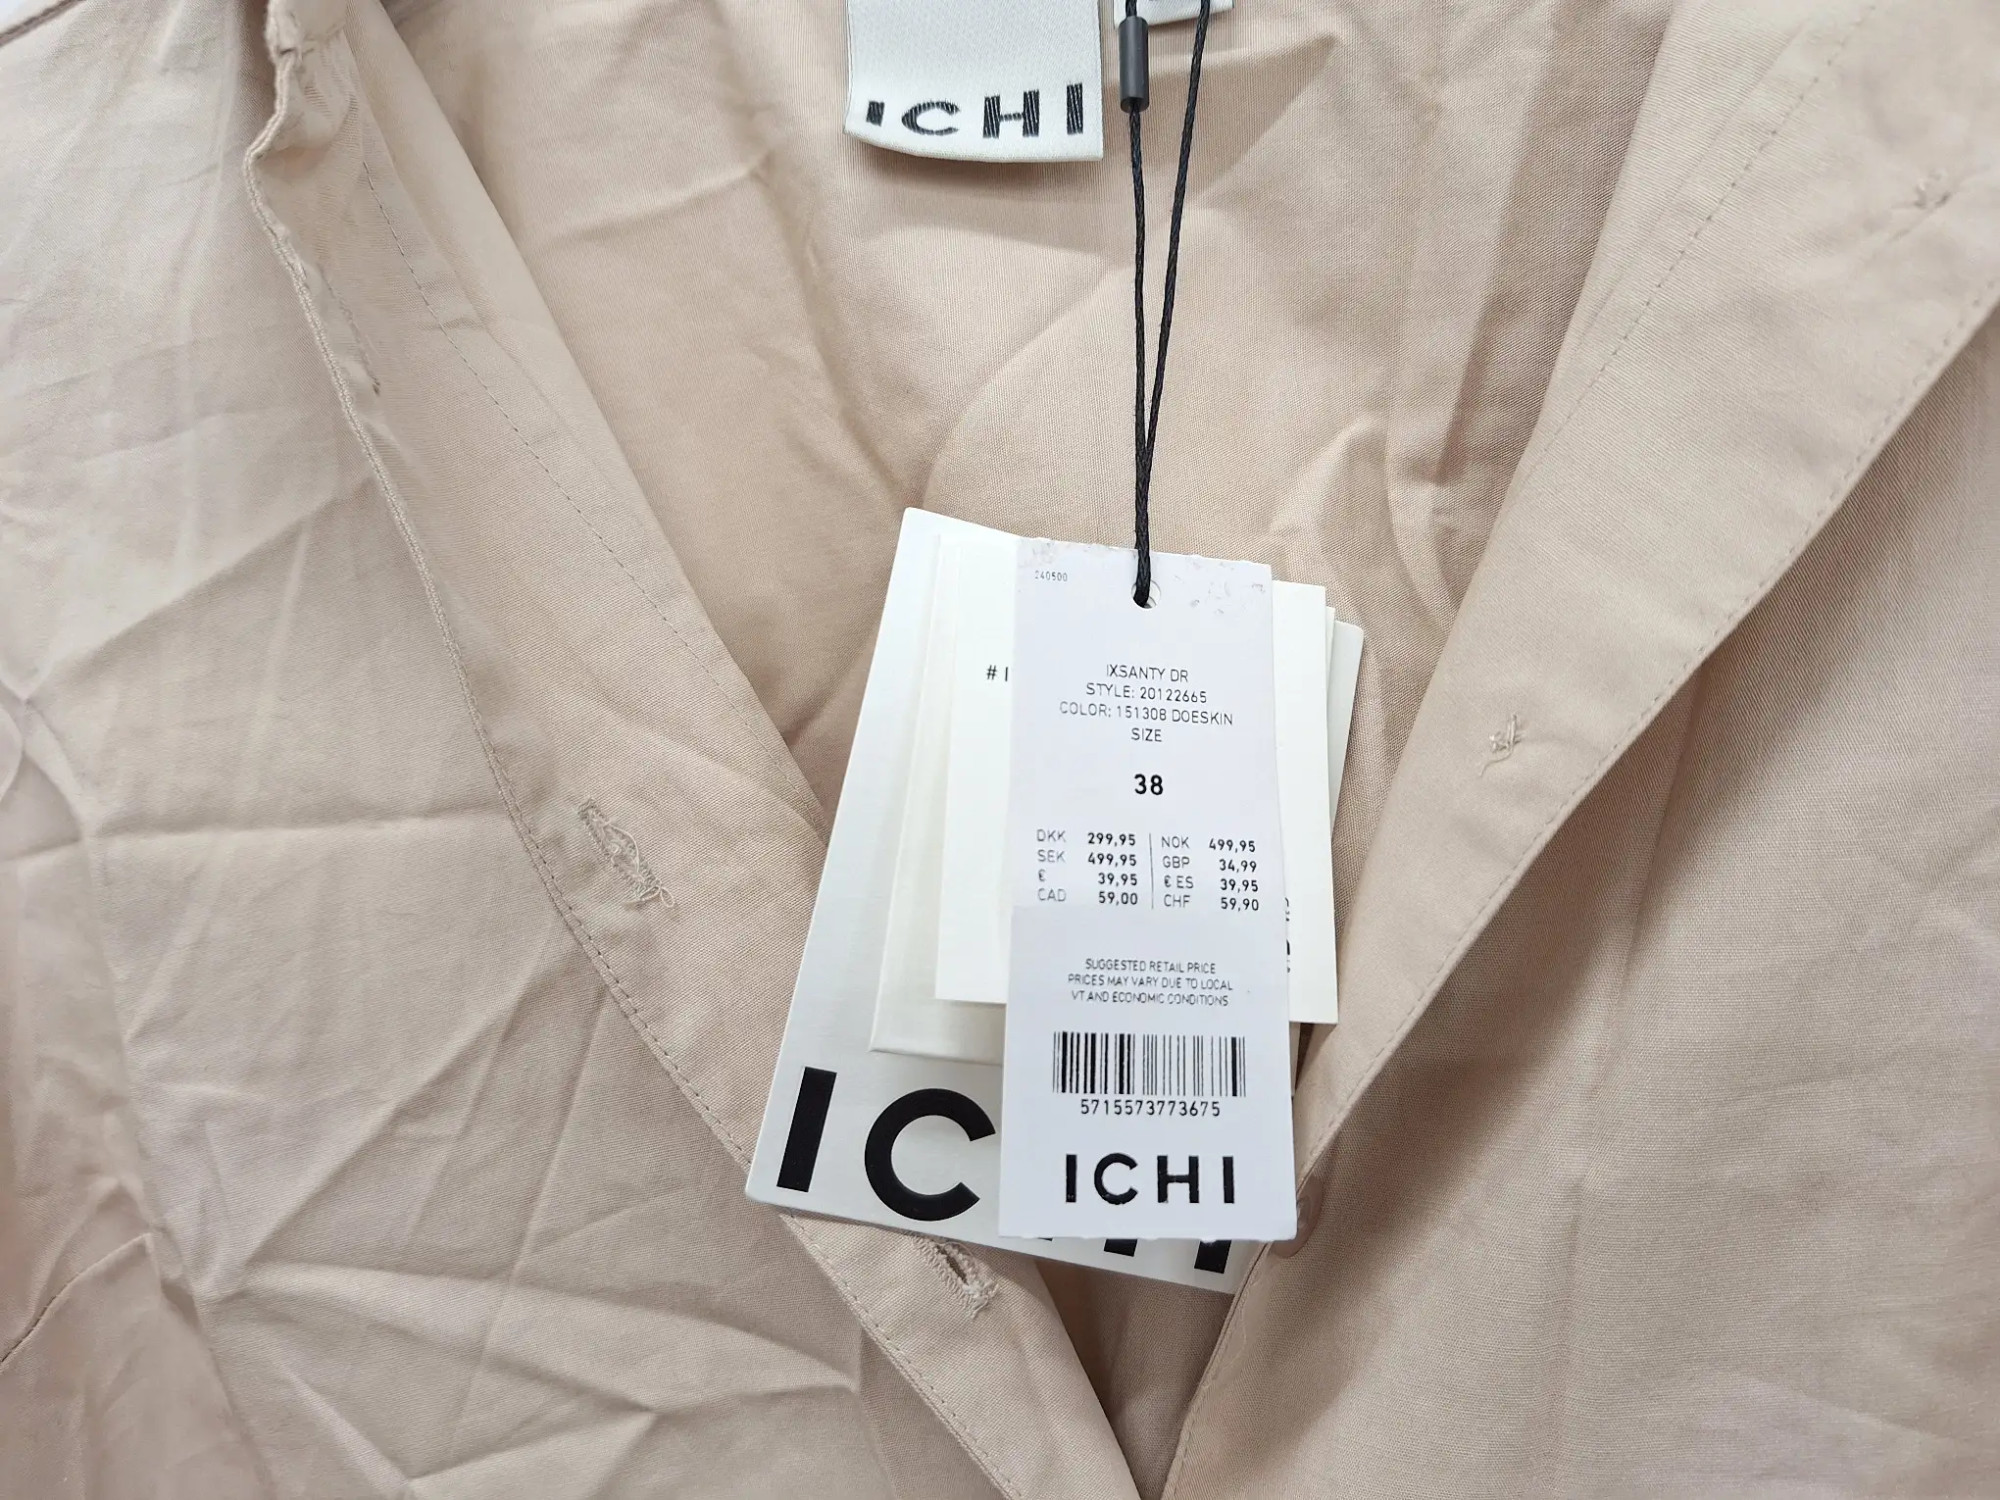 ICHI
240500
# I
IXSANTY DR
STYLE: 20122665
COLOR: 151308 DOESKIN
SIZE
38
DKK 299,95 NOK 499,95
SEK 499,95 GBP 34,99
€ 39,95 € ES 39,95
CAD 59,00 CHF 59,90
SUGGESTED RETAIL PRICE
PRICES MAY VARY DUE TO LOCAL
VT AND ECONOMIC CONDITIONS
5715573773675
ICHI
IC HI